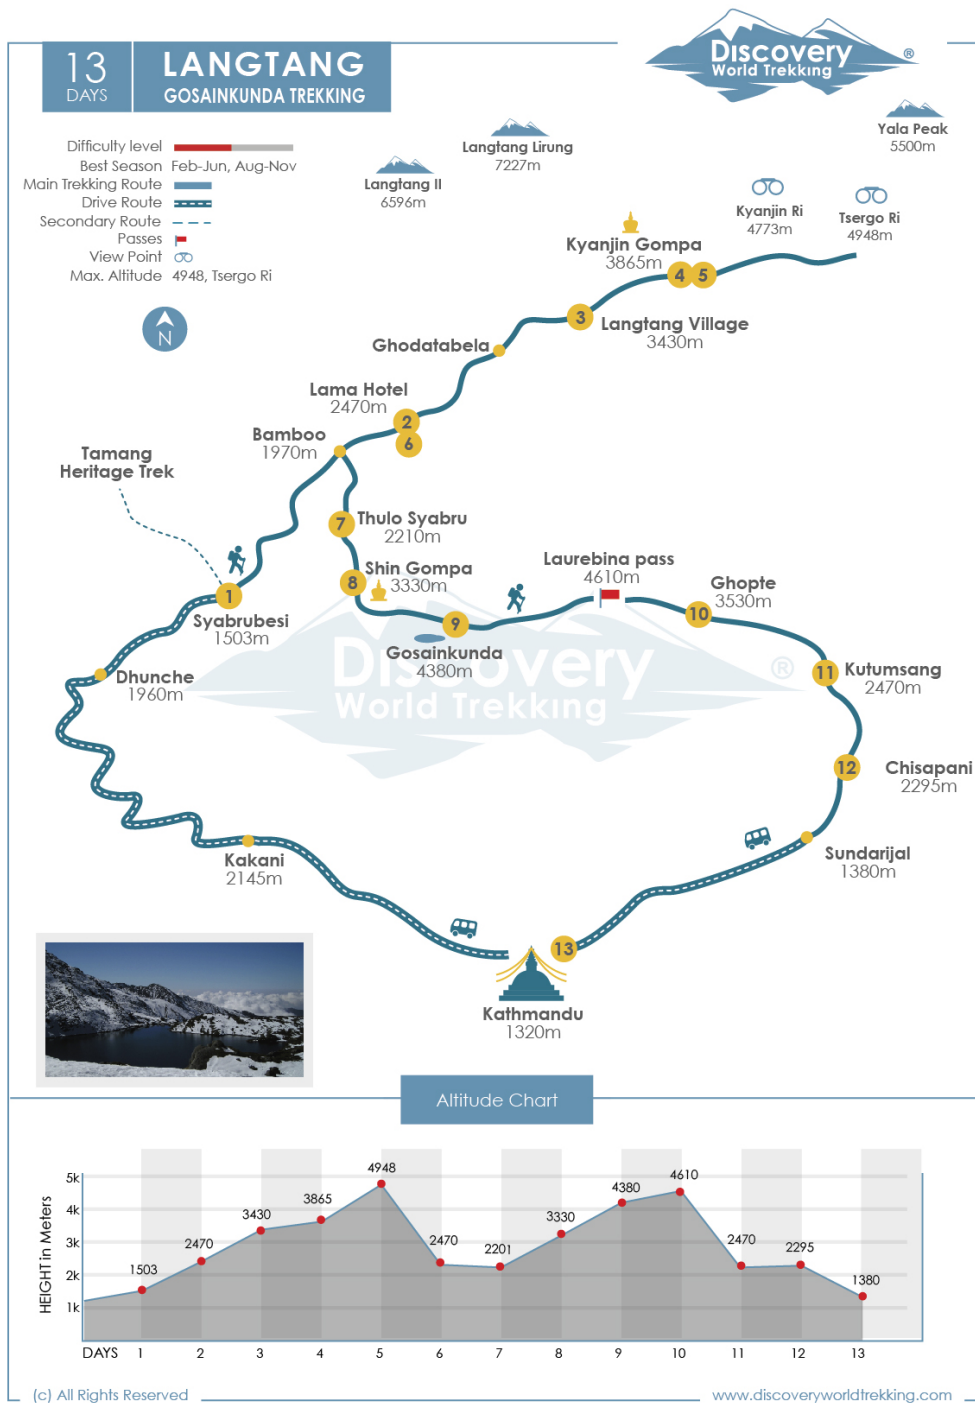 13
DAYS
LANGTANG
GOSAINKUNDA TREKKING
Discovery ®
World Trekking
Difficulty level
Best Season Feb-Jun, Aug-Nov
Main Trekking Route
Drive Route
Secondary Route
Passes
View Point
Max. Altitude 4948, Tsergo Ri
N
Yala Peak
5500m
Langtang Lirung
7227m
Langtang II
6596m
Kyanjin Ri
4773m
Tsergo Ri
4948m
Kyanjin Gompa
3865m
4 5
3
Langtang Village
3430m
Ghodatabela
Lama Hotel
2470m
2
6
Bamboo
1970m
Tamang
Heritage Trek
7
Thulo Syabru
2210m
8
Shin Gompa
3330m
Laurebina pass
4610m
Ghopte
3530m
10
1
Syabrubesi
1503m
9
Gosainkunda
4380m
Discovery ®
World Trekking
Dhunche
1960m
11
Kutumsang
2470m
12
Chisapani
2295m
Kakani
2145m
Sundarijal
1380m
13
Kathmandu
1320m
Altitude Chart
HEIGHT in Meters
5k
4k
3k
2k
1k
1503
2470
3430
3865
4948
2470
2201
3330
4380
4610
2470
2295
1380
DAYS 1 2 3 4 5 6 7 8 9 10 11 12 13
(c) All Rights Reserved
www.discoveryworldtrekking.com